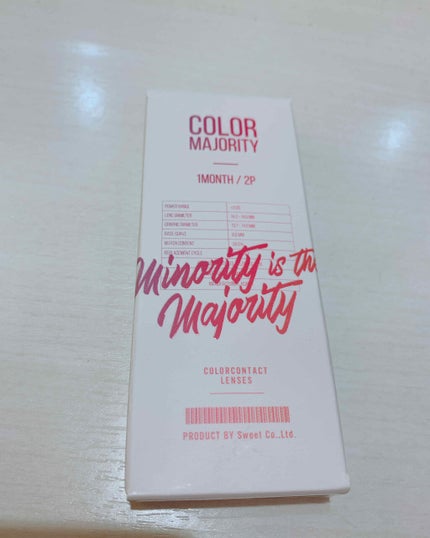 COLOR
MAJORITY
1MONTH / 2P
POWER RANGE
LENS DIAMETER
GRAPHIC DIAMETER
BASE CURVE
WATER CONTENT
REPLACEMENT CYCLE
Minority is the
Majority
COLORCONTACT
LENSES
PRODUCT BY Sweet Co.,Ltd.